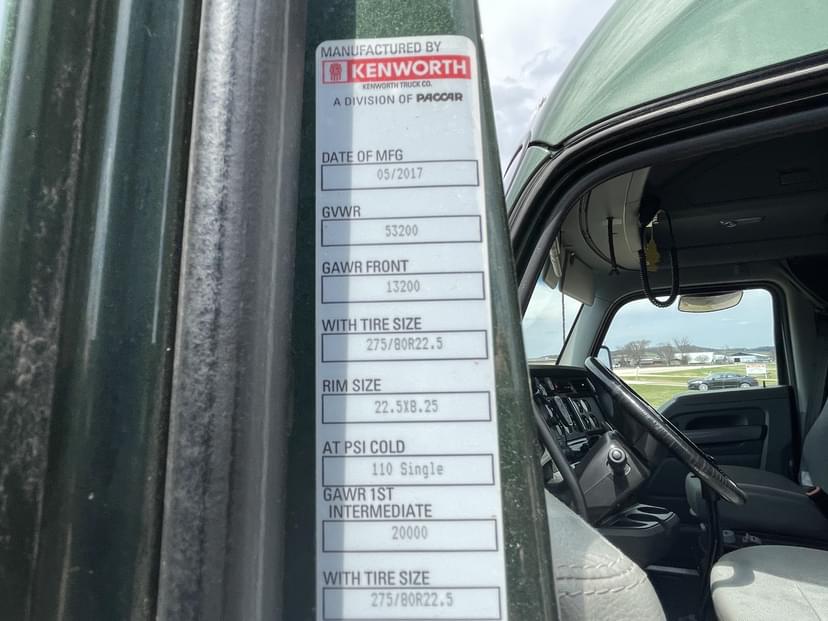 MANUFACTURED BY
KENWORTH
KENWORTH TRUCK CO.
A DIVISION OF PACCAR
DATE OF MFG
05/2017
GVWR
53200
GAWR FRONT
13200
WITH TIRE SIZE
275/80R22.5
RIM SIZE
22.5X8.25
AT PSI COLD
110 Single
GAWR 1ST
INTERMEDIATE
20000
WITH TIRE SIZE
275/80R22.5